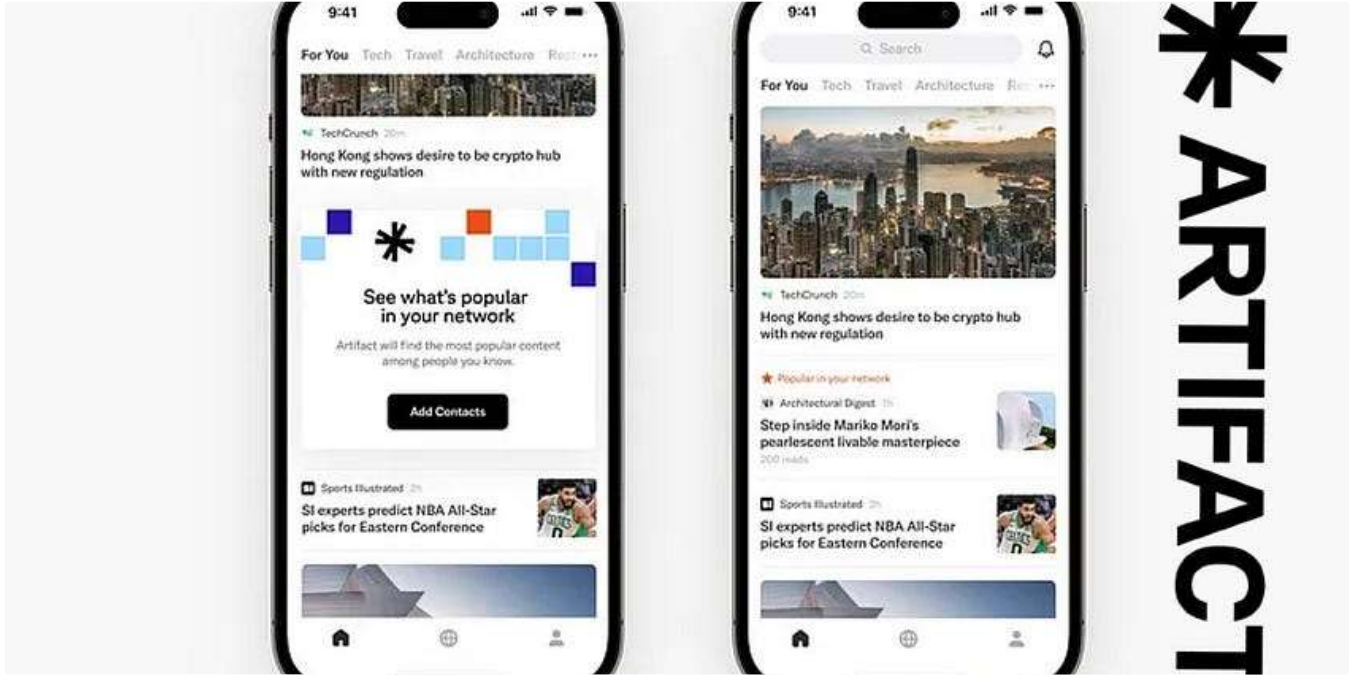 9:41
For You Tech Travel Architecture
TechCrunch 20m
Hong Kong shows desire to be crypto hub
with new regulation
See what's popular
in your network
Artifact will find the most popular content
among people you know.
Add Contacts
Sports Illustrated 2h
SI experts predict NBA All-Star
picks for Eastern Conference
9:41
Search
For You Tech Travel Architecture
TechCrunch 20m
Hong Kong shows desire to be crypto hub
with new regulation
Popular in your network
Architectural Digest 1h
Step inside Mariko Mori's
pearlescent livable masterpiece
200 reads
Sports Illustrated 2h
SI experts predict NBA All-Star
picks for Eastern Conference
ARTIFACT